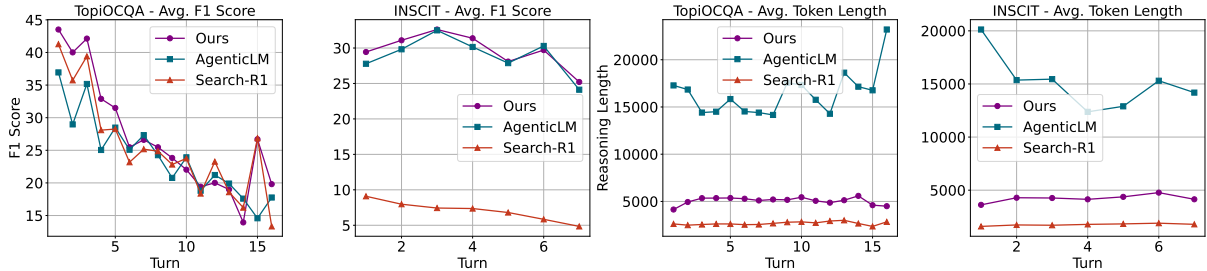 TopiOCQA - Avg. F1 Score
F1 Score
45
40
35
30
25
20
15
5
10
15
Turn
Ours
AgenticLM
Search-R1
INSCIT - Avg. F1 Score
30
25
20
15
10
5
2
4
6
Turn
Ours
AgenticLM
Search-R1
TopiOCQA - Avg. Token Length
Reasoning Length
20000
15000
10000
5000
5
10
15
Turn
Ours
AgenticLM
Search-R1
INSCIT - Avg. Token Length
20000
15000
10000
5000
2
4
6
Turn
Ours
AgenticLM
Search-R1